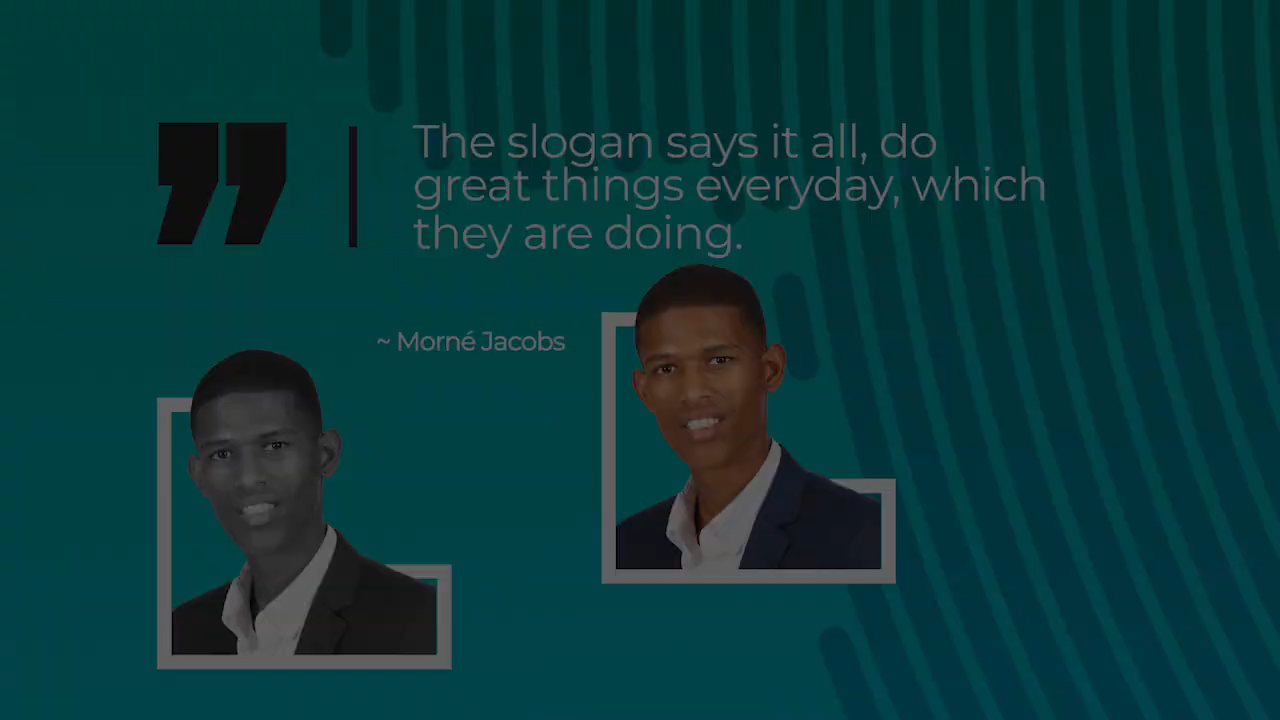 The slogan says it all, do
great things everyday, which
they are doing.
~ Morné Jacobs